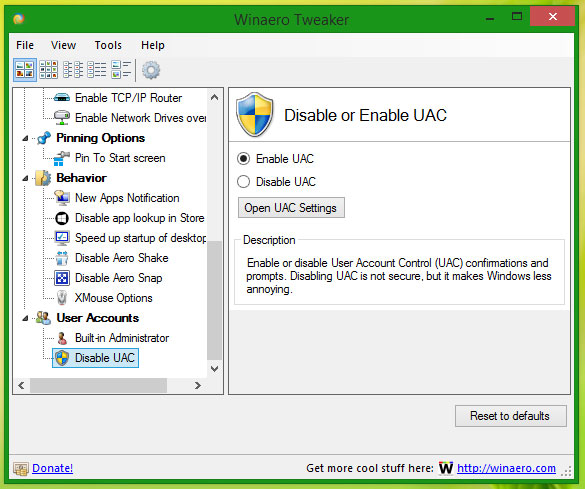 Winaero Tweaker
File View Tools Help
Enable TCP/IP Router
Enable Network Drives over
Pinning Options
Pin To Start screen
Behavior
New Apps Notification
Disable app lookup in Store
Speed up startup of desktop
Disable Aero Shake
Disable Aero Snap
XMouse Options
User Accounts
Built-in Administrator
Disable UAC
Disable or Enable UAC
Enable UAC
Disable UAC
Open UAC Settings
Description
Enable or disable User Account Control (UAC) confirmations and
prompts. Disabling UAC is not secure, but it makes Windows less
annoying.
Reset to defaults
Donate!
Get more cool stuff here: W http://winaero.com